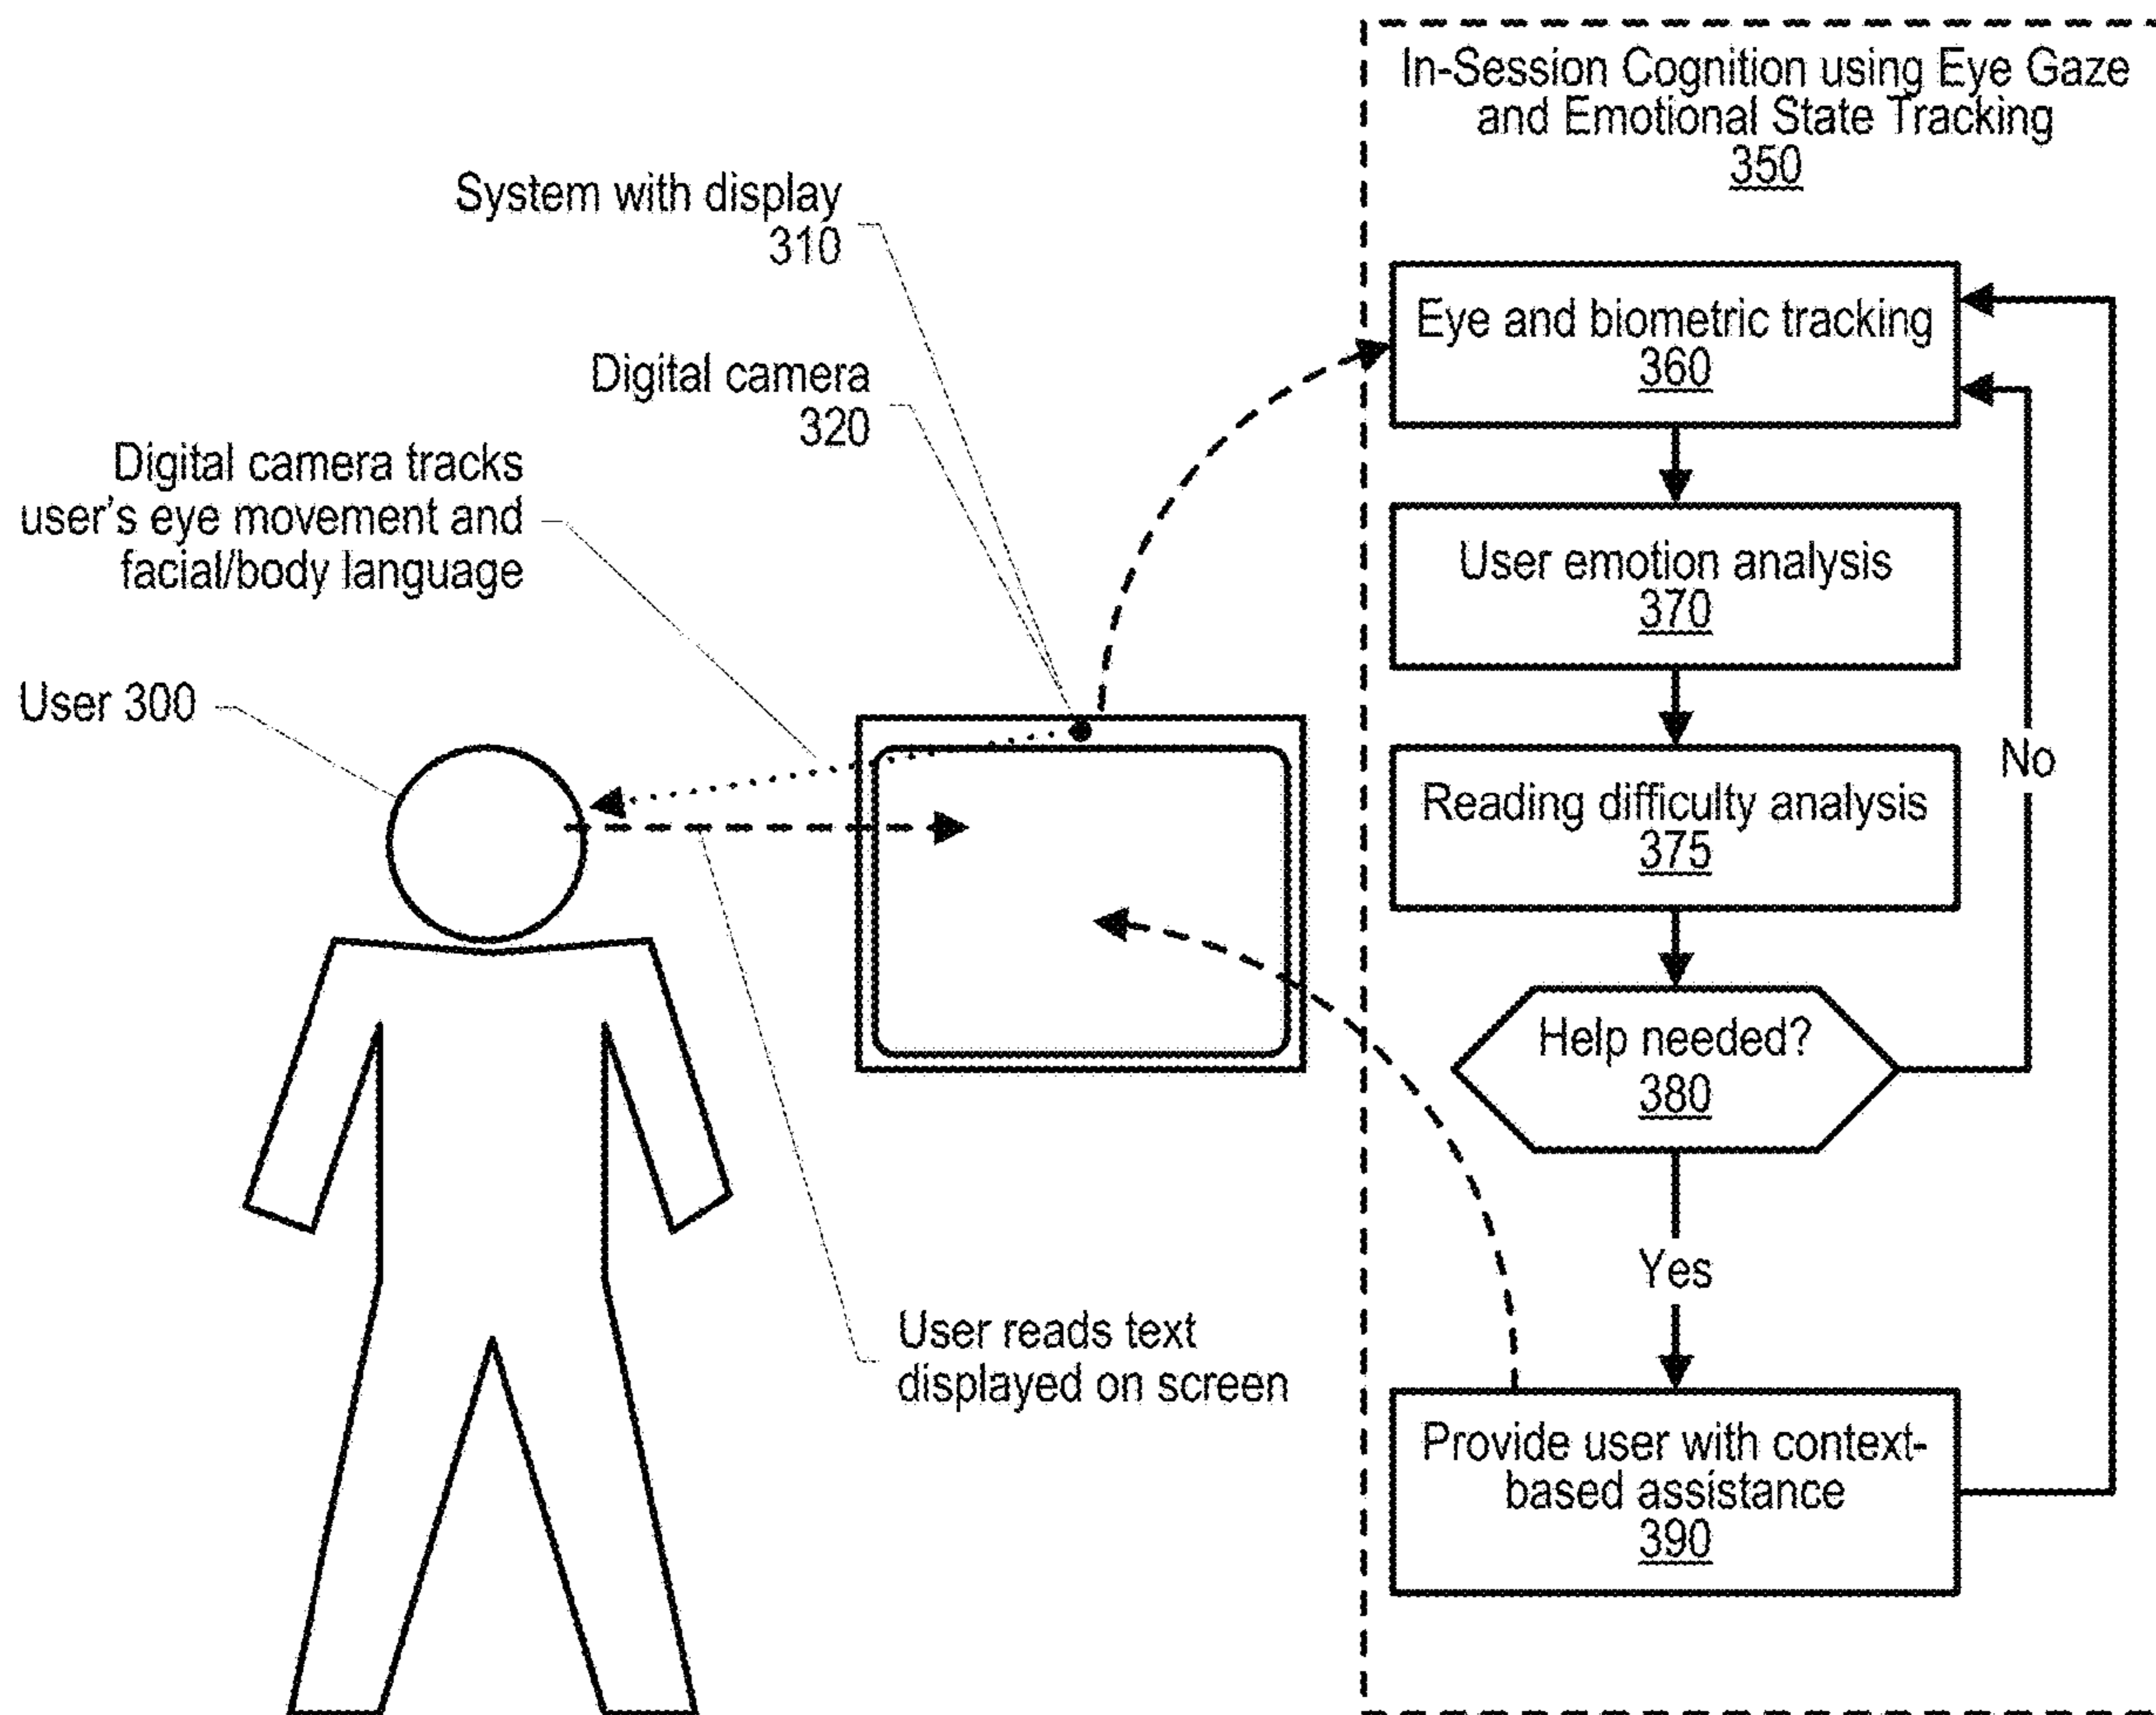 In-Session Cognition using Eye Gaze
and Emotional State Tracking
350
System with display
310
Digital camera
320
Digital camera tracks
user's eye movement and
facial/body language
User 300
Eye and biometric tracking
360
User emotion analysis
370
Reading difficulty analysis
375
No
Help needed?
380
Yes
User reads text
displayed on screen
Provide user with context-
based assistance
390